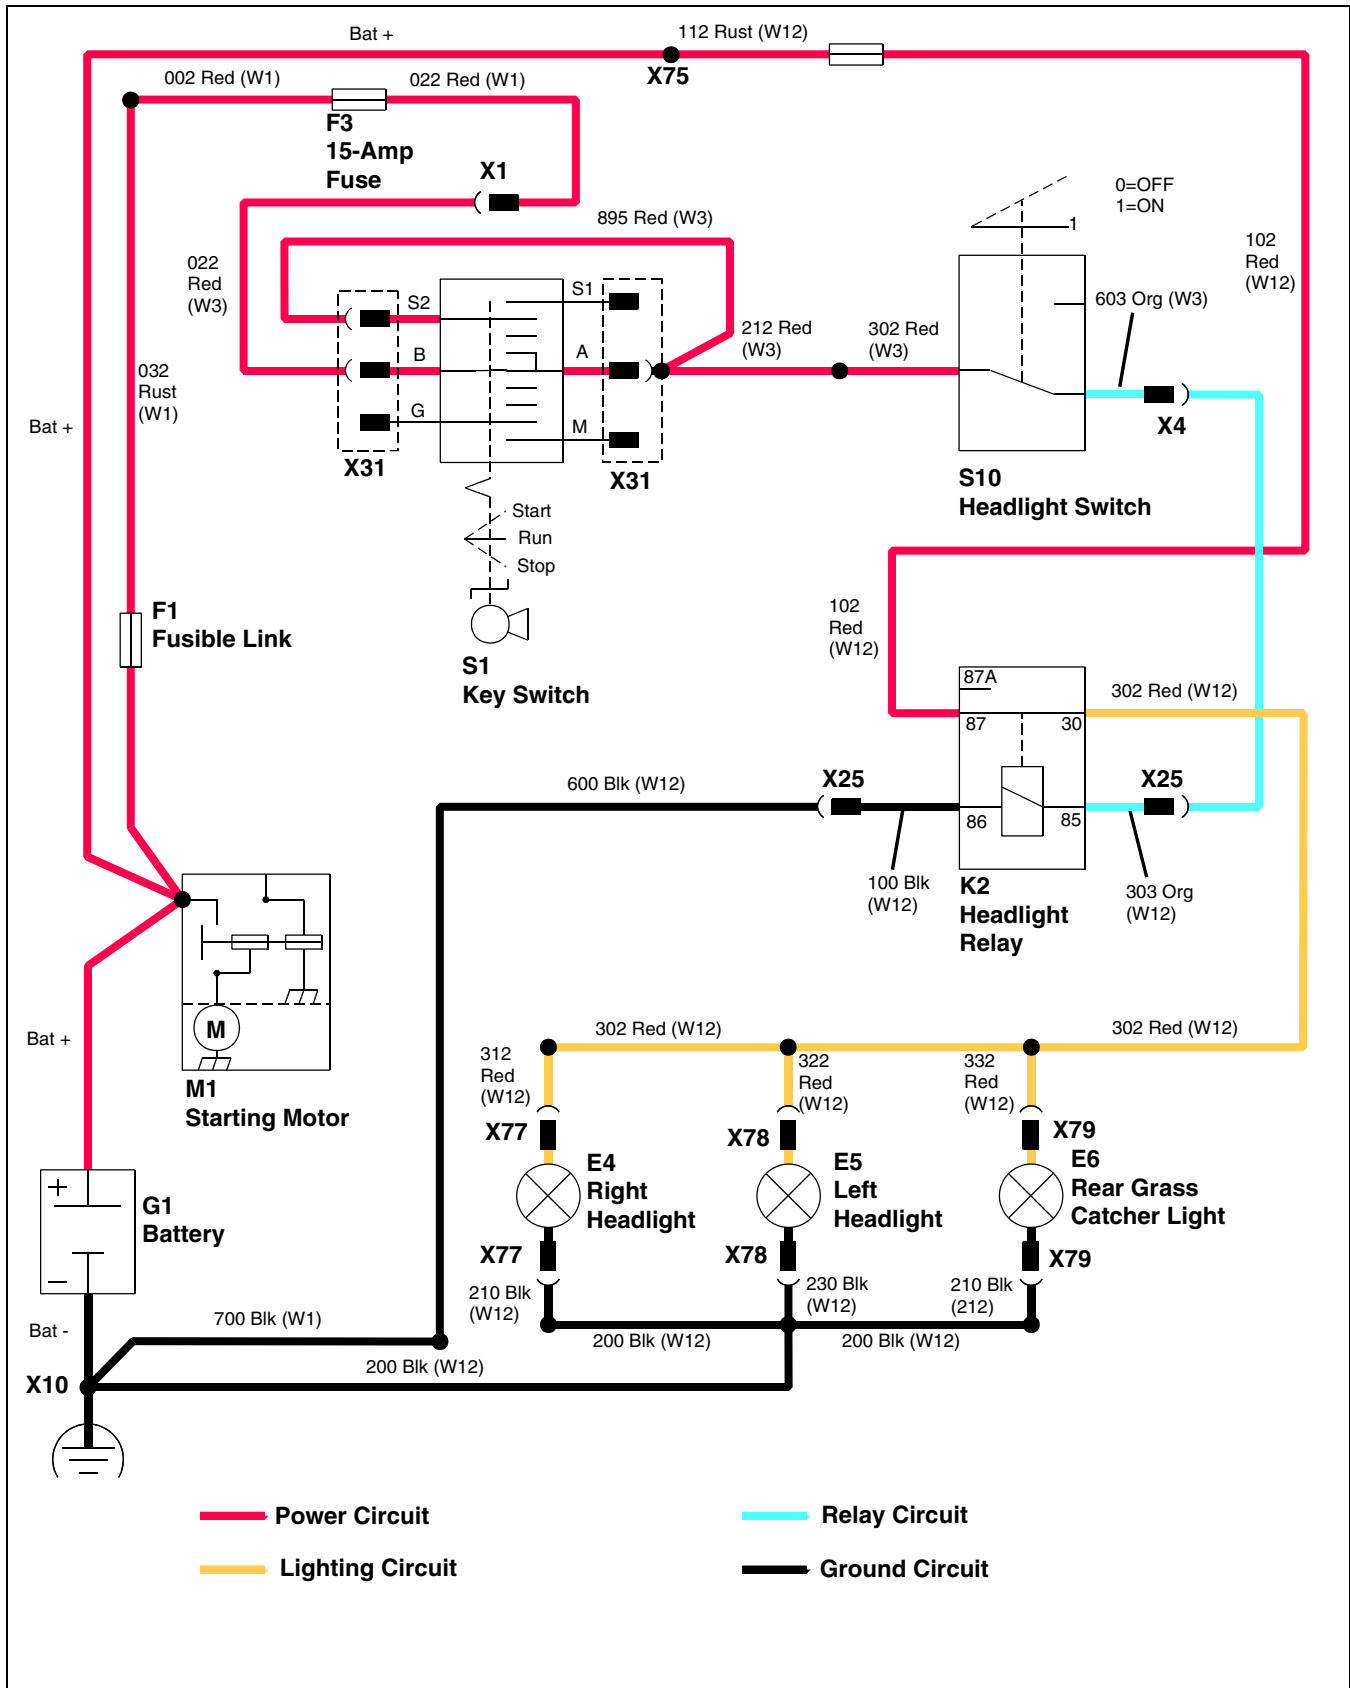 Bat +
112 Rust (W12)
X75
002 Red (W1)
022 Red (W1)
F3
15-Amp
Fuse
X1
0=OFF
1=ON
1
895 Red (W3)
022
Red
(W3)
102
Red
(W12)
S2
S1
603 Org (W3)
212 Red
(W3)
302 Red
(W3)
B
A
032
Rust
(W1)
G
M
Bat +
X4
X31
X31
S10
Headlight Switch
Start
Run
Stop
F1
Fusible Link
102
Red
(W12)
S1
Key Switch
87A
302 Red (W12)
87
30
600 Blk (W12)
X25
X25
86
85
100 Blk
(W12)
K2
Headlight
Relay
303 Org
(W12)
M
Bat +
302 Red (W12)
302 Red (W12)
312
Red
(W12)
322
Red
(W12)
332
Red
(W12)
M1
Starting Motor
X77
X78
X79
+
−
G1
Battery
E4
Right
Headlight
E5
Left
Headlight
E6
Rear Grass
Catcher Light
X77
X78
X79
210 Blk
(W12)
230 Blk
(W12)
210 Blk
(212)
Bat -
700 Blk (W1)
200 Blk (W12)
200 Blk (W12)
200 Blk (W12)
X10
Power Circuit
Relay Circuit
Lighting Circuit
Ground Circuit